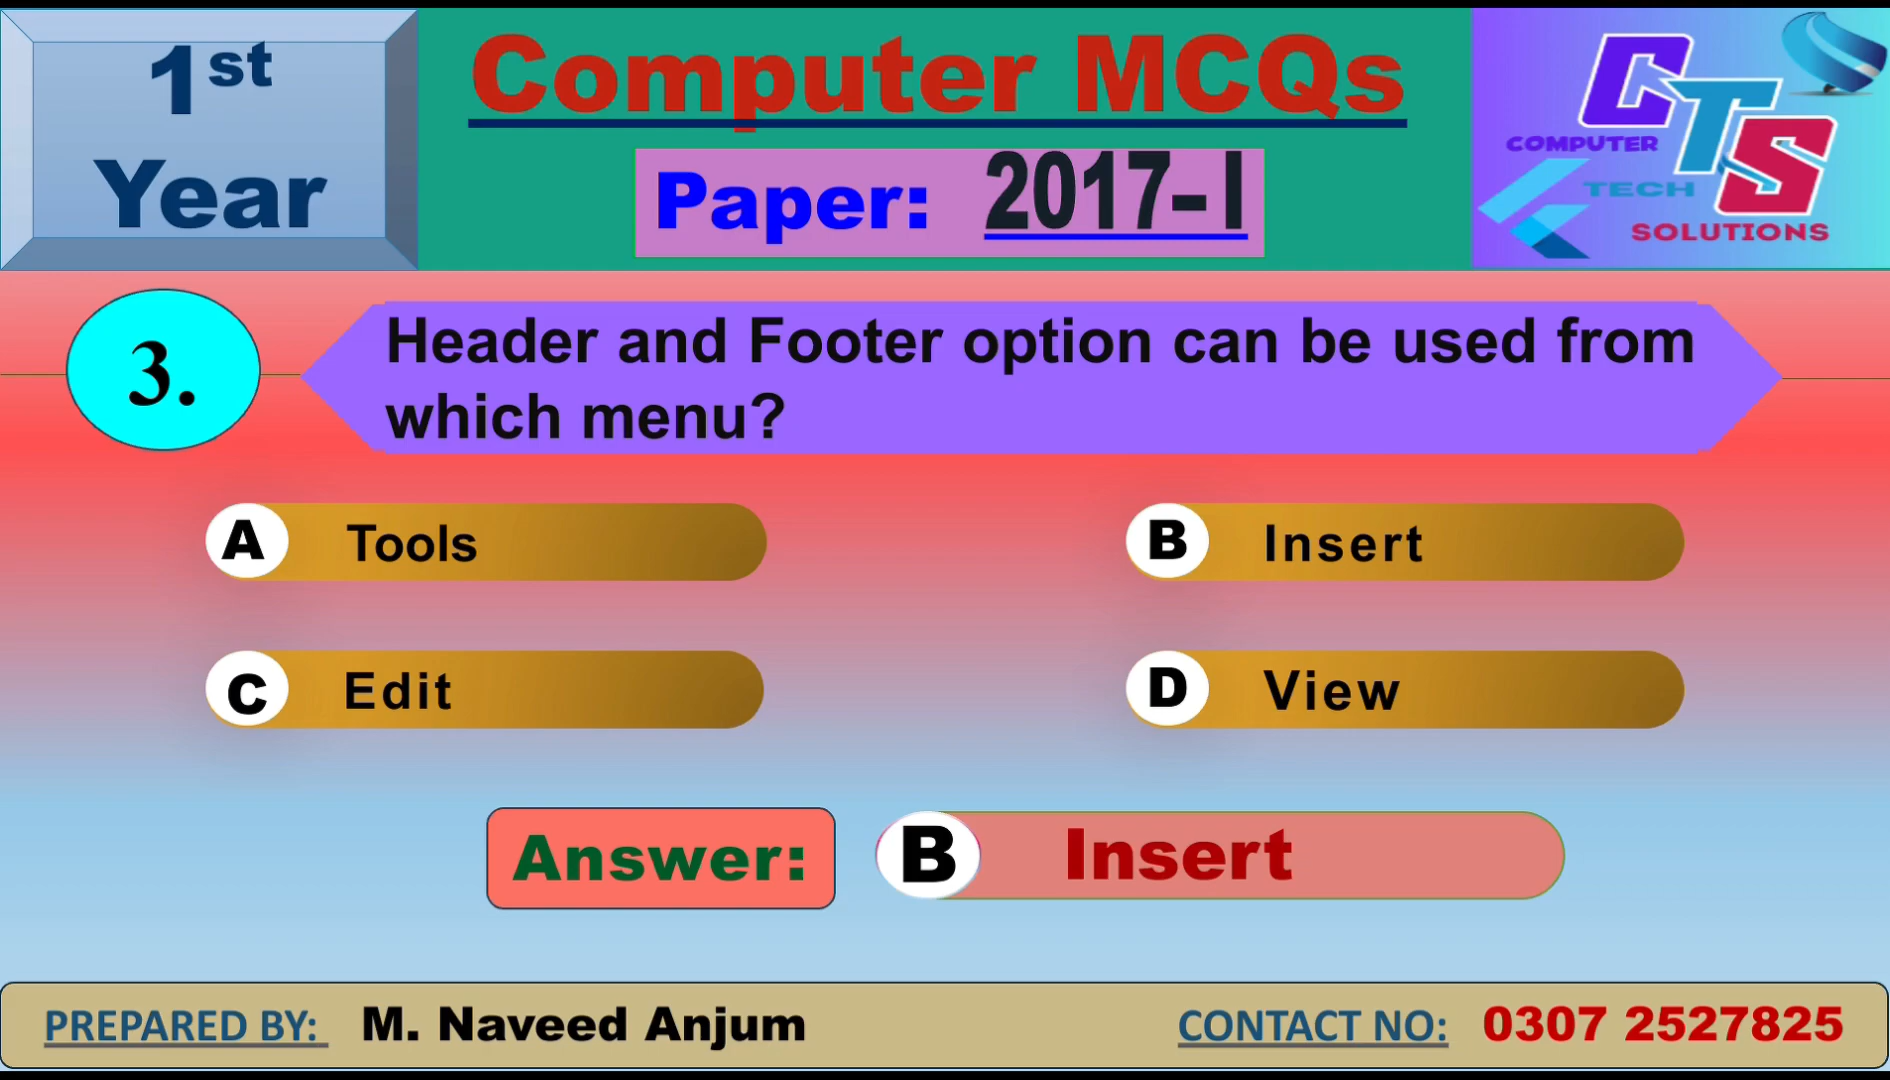 1st
Year
Computer MCQs
Paper: 2017-I
CTS
COMPUTER
TECH
SOLUTIONS
3.
Header and Footer option can be used from
which menu?
A Tools
B Insert
C Edit
D View
Answer: B Insert
PREPARED BY: M. Naveed Anjum CONTACT NO: 0307 2527825